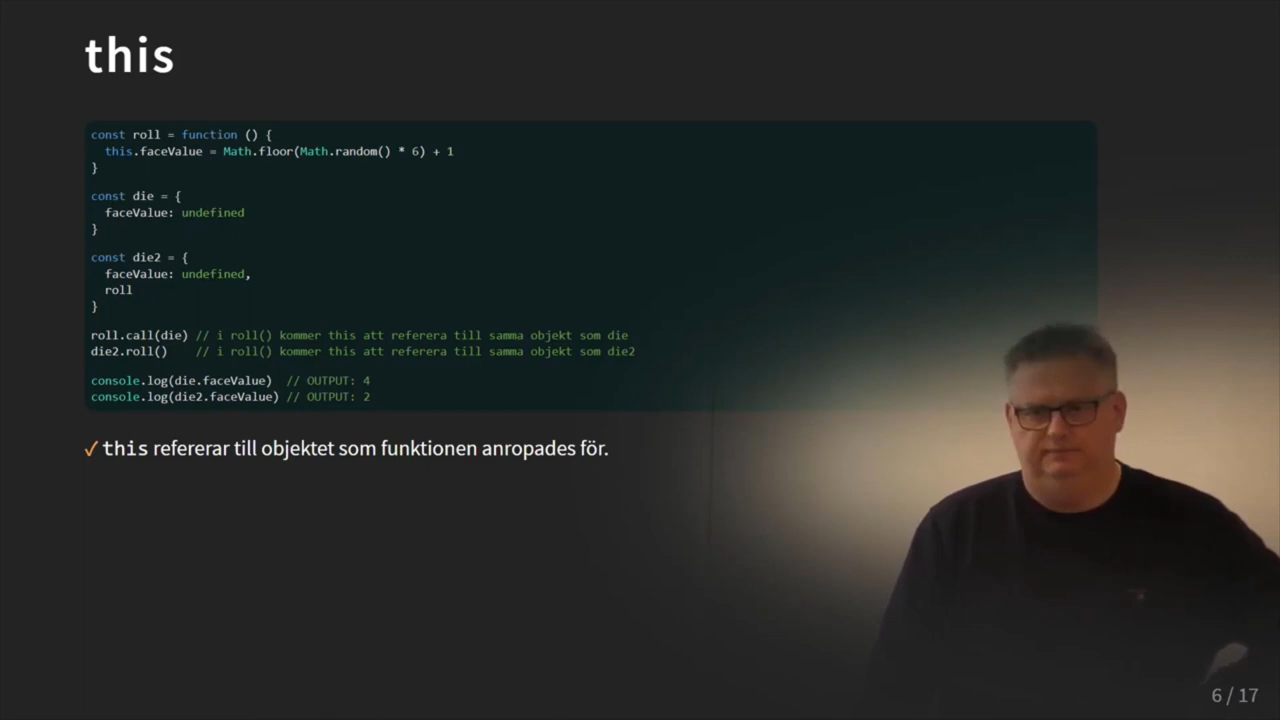 this
const roll = function () {
this.faceValue = Math.floor(Math.random() * 6) + 1
}
const die = {
faceValue: undefined
}
const die2 = {
faceValue: undefined,
roll
}
roll.call(die) // i roll() kommer this att referera till samma objekt som die
die2.roll() // i roll() kommer this att referera till samma objekt som die2
console.log(die.faceValue) // OUTPUT: 4
console.log(die2.faceValue) // OUTPUT: 2
✓ this refererar till objektet som funktionen anropades för.
6 / 17